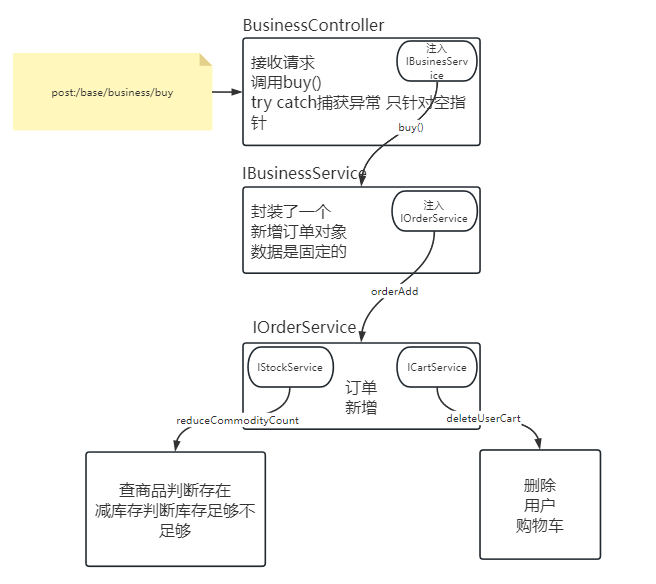 BusinessController
post:/base/business/buy
接收请求
调用buy()
try catch捕获异常 只针对空指
针
注入
IBusinesServ
ice
buy()
IBusinessService
封装了一个
新增订单对象
数据是固定的
注入
IOrderService
orderAdd
IOrderService
IStockService
订单
新增
ICartService
reduceCommodityCount
deleteUserCart
查商品判断存在
减库存判断库存足够不
足够
删除
用户
购物车